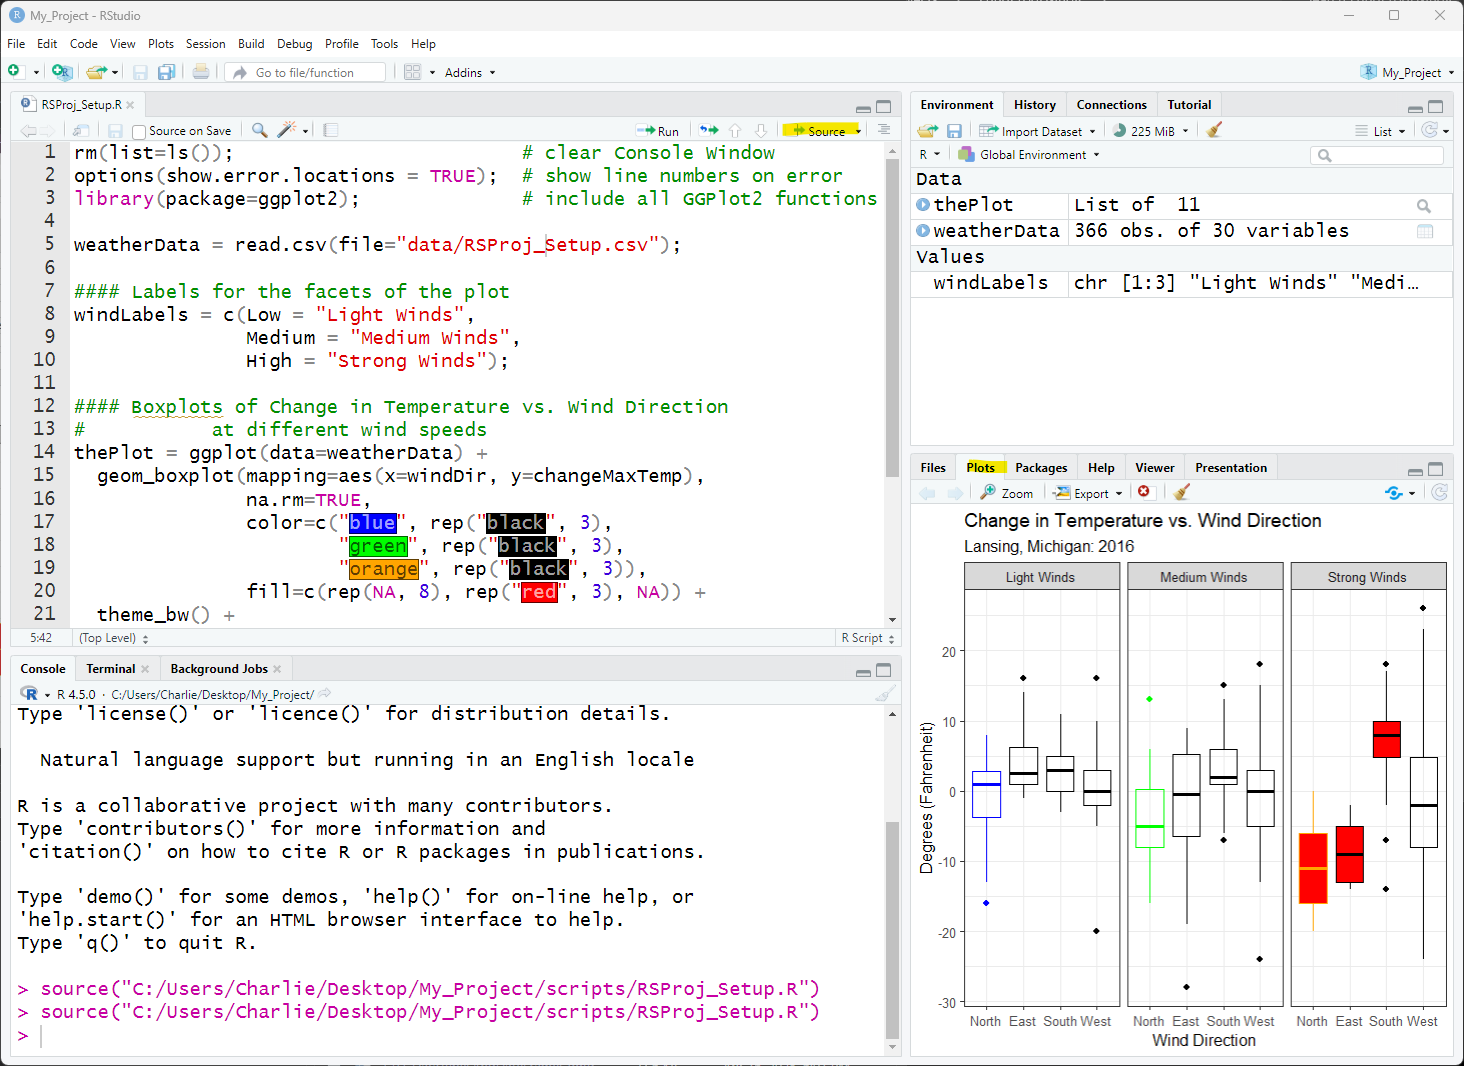 My_Project - RStudio
File Edit Code View Plots Session Build Debug Profile Tools Help
Go to file/function Addins My_Project
RSProj_Setup.R
Source on Save Run Source
1 rm(list=ls()); # clear Console Window
2 options(show.error.locations = TRUE); # show line numbers on error
3 library(package=ggplot2); # include all GGPlot2 functions
4
5 weatherData = read.csv(file="data/RSProj_Setup.csv");
6
7 #### Labels for the facets of the plot
8 windLabels = c(Low = "Light Winds",
9 Medium = "Medium Winds",
10 High = "Strong Winds");
11
12 #### Boxplots of Change in Temperature vs. Wind Direction
13 # at different wind speeds
14 thePlot = ggplot(data=weatherData) +
15 geom_boxplot(mapping=aes(x=windDir, y=changeMaxTemp),
16 na.rm=TRUE,
17 color=c("blue", rep("black", 3),
18 "green", rep("black", 3),
19 "orange", rep("black", 3)),
20 fill=c(rep(NA, 8), rep("red", 3), NA)) +
21 theme_bw() +
5:42 (Top Level) R Script
Console Terminal Background Jobs
R 4.5.0 · C:/Users/Charlie/Desktop/My_Project/
Type 'license()' or 'licence()' for distribution details.
Natural language support but running in an English locale
R is a collaborative project with many contributors.
Type 'contributors()' for more information and
'citation()' on how to cite R or R packages in publications.
Type 'demo()' for some demos, 'help()' for on-line help, or
'help.start()' for an HTML browser interface to help.
Type 'q()' to quit R.
> source("C:/Users/Charlie/Desktop/My_Project/scripts/RSProj_Setup.R")
> source("C:/Users/Charlie/Desktop/My_Project/scripts/RSProj_Setup.R")
>
Environment History Connections Tutorial
Import Dataset 225 MiB List
R Global Environment
Data
thePlot List of 11
weatherData 366 obs. of 30 variables
Values
windLabels chr [1:3] "Light Winds" "Medi…
Files Plots Packages Help Viewer Presentation
Zoom Export
Change in Temperature vs. Wind Direction
Lansing, Michigan: 2016
Light Winds Medium Winds Strong Winds
Degrees (Fahrenheit)
20
10
0
-10
-20
-30
North East South West North East South West North East South West
Wind Direction